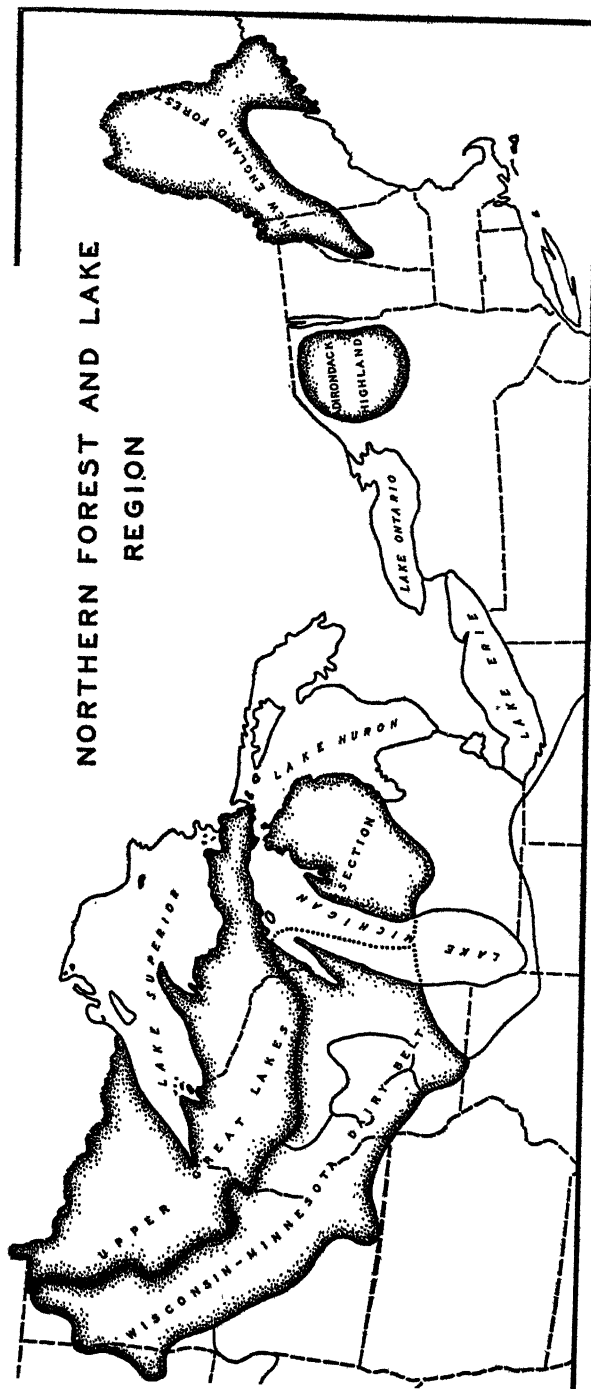 NORTHERN FOREST AND LAKE
REGION
NEW ENGLAND FOREST
ADIRONDACK
HIGHLAND
LAKE ONTARIO
LAKE ERIE
LAKE HURON
LAKE SUPERIOR
LAKE MICHIGAN
UPPER GREAT LAKES SECTION
WISCONSIN-MINNESOTA DAIRY BELT